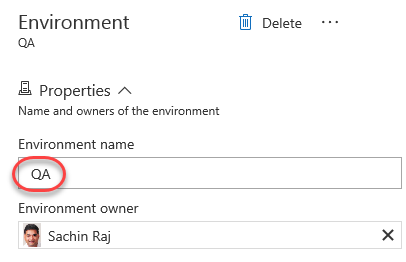 Environment
Delete
QA
Properties
Name and owners of the environment
Environment name
QA
Environment owner
Sachin Raj